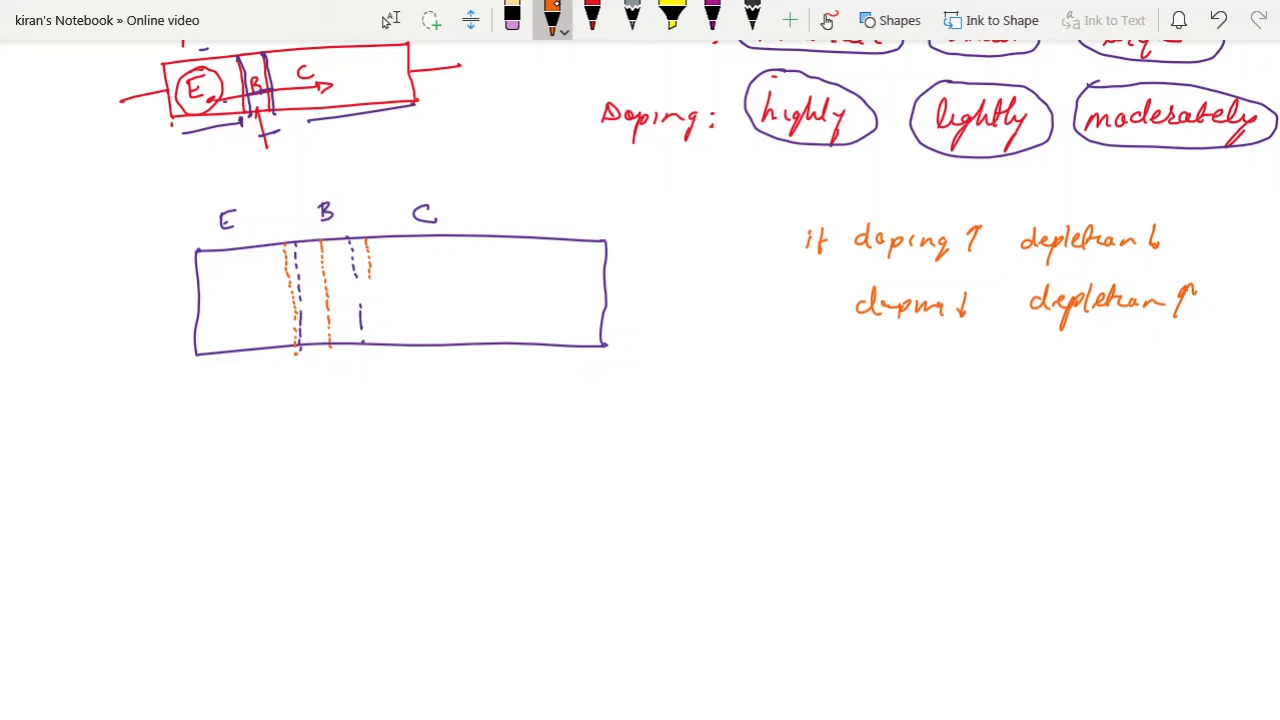 kiran's Notebook » Online video
Shapes Ink to Shape Ink to Text
E B C
Doping: highly lightly moderately
E B C
if doping ↑ depletion ↓
doping ↓ depletion ↑